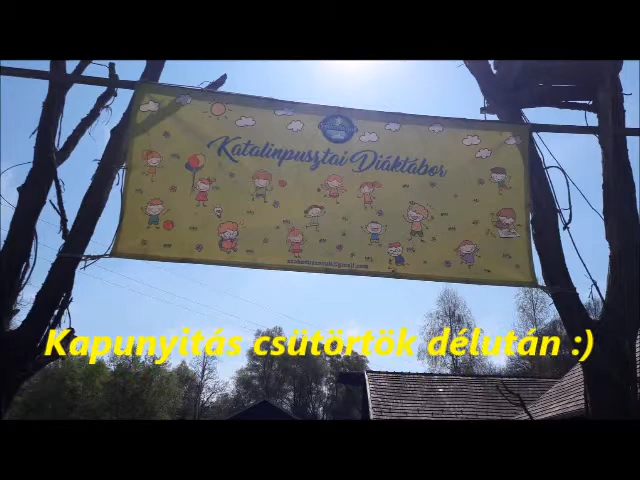 Katalinpusztai Diáktábor
Kapunyitás csütörtök délután :)